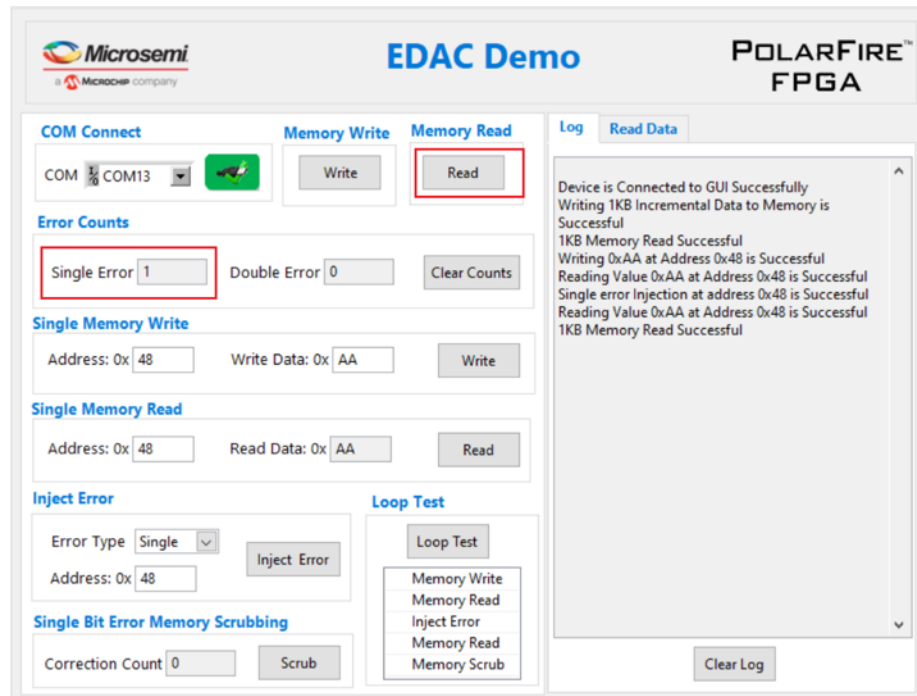 Microsemi.
a MICROCHIP company
EDAC Demo
POLARFIRE™
FPGA
COM Connect
COM COM13
Memory Write
Write
Memory Read
Read
Error Counts
Single Error 1
Double Error 0
Clear Counts
Single Memory Write
Address: 0x 48
Write Data: 0x AA
Write
Single Memory Read
Address: 0x 48
Read Data: 0x AA
Read
Inject Error
Error Type Single
Address: 0x 48
Inject Error
Single Bit Error Memory Scrubbing
Correction Count 0
Scrub
Loop Test
Loop Test
Memory Write
Memory Read
Inject Error
Memory Read
Memory Scrub
Log
Read Data
Device is Connected to GUI Successfully
Writing 1KB Incremental Data to Memory is
Successful
1KB Memory Read Successful
Writing 0xAA at Address 0x48 is Successful
Reading Value 0xAA at Address 0x48 is Successful
Single error Injection at address 0x48 is Successful
Reading Value 0xAA at Address 0x48 is Successful
1KB Memory Read Successful
Clear Log